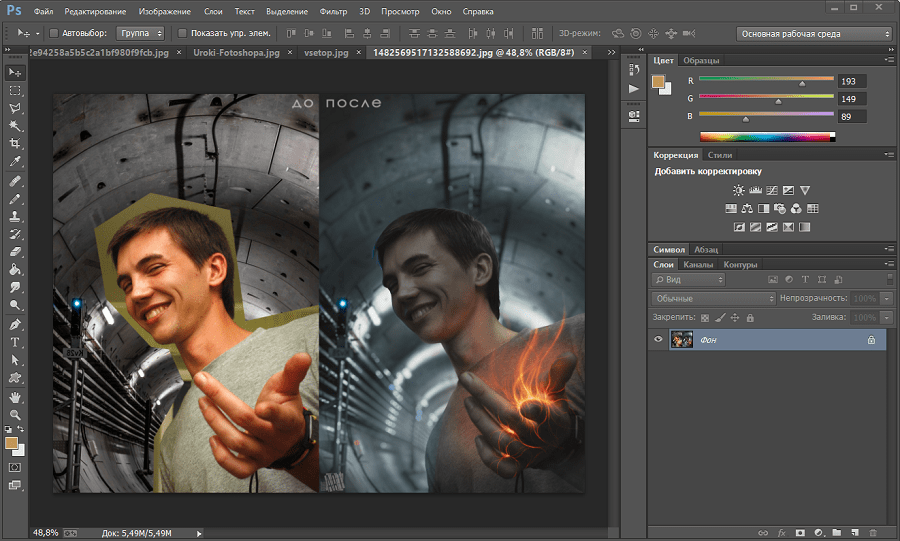 Ps Файл Редактирование Изображение Слои Текст Выделение Фильтр 3D Просмотр Окно Справка
Автовыбор: Группа Показать упр. элем. 3D-режим: Основная рабочая среда
2e94258a5b5c2a1bf980f9fcb.jpg × Uroki-Fotoshopa.jpg × vsetop.jpg × 1482569517132588692.jpg @ 48,8% (RGB/8#) ×
до после
Цвет Образцы
R 193
G 149
B 89
Коррекция Стили
Добавить корректировку
Символ Абзац
Слои Каналы Контуры
Вид
Обычные Непрозрачность: 100%
Закрепить: Заливка: 100%
Фон
48,8% Док: 5,49M/5,49M